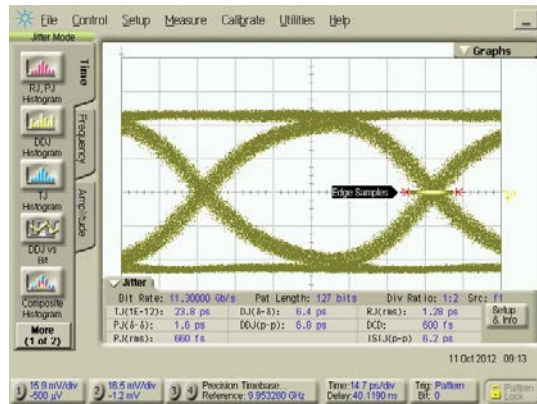 File Control Setup Measure Calibrate Utilities Help
Jitter Mode
Graphs
RJ, PJ
Histogram
DDJ
Histogram
TJ
Histogram
DDJ vs
Bit
Composite
Histogram
More
(1 of 2)
Time
Frequency
Amplitude
Edge Samples
Jitter
Bit Rate: 11.30000 Gb/s Pat Length: 127 bits Div Ratio: 1:2 Src: f1
TJ(1E-12): 23.8 ps DJ(δ-δ): 6.4 ps RJ(rms): 1.28 ps
PJ(δ-δ): 1.6 ps DDJ(p-p): 6.8 ps DCD: 600 fs
PJ(rms): 660 fs ISIJ(p-p) 6.2 ps
Setup
& Info
11 Oct 2012 09:13
1 15.9 mV/div
-500 µV
2 16.5 mV/div
-1.2 mV
3 4 Precision Timebase...
Reference: 9.953280 GHz
Time:14.7 ps/div
Delay:40.1190 ns
Trig: Pattern
Bit: 0
Pattern
Lock